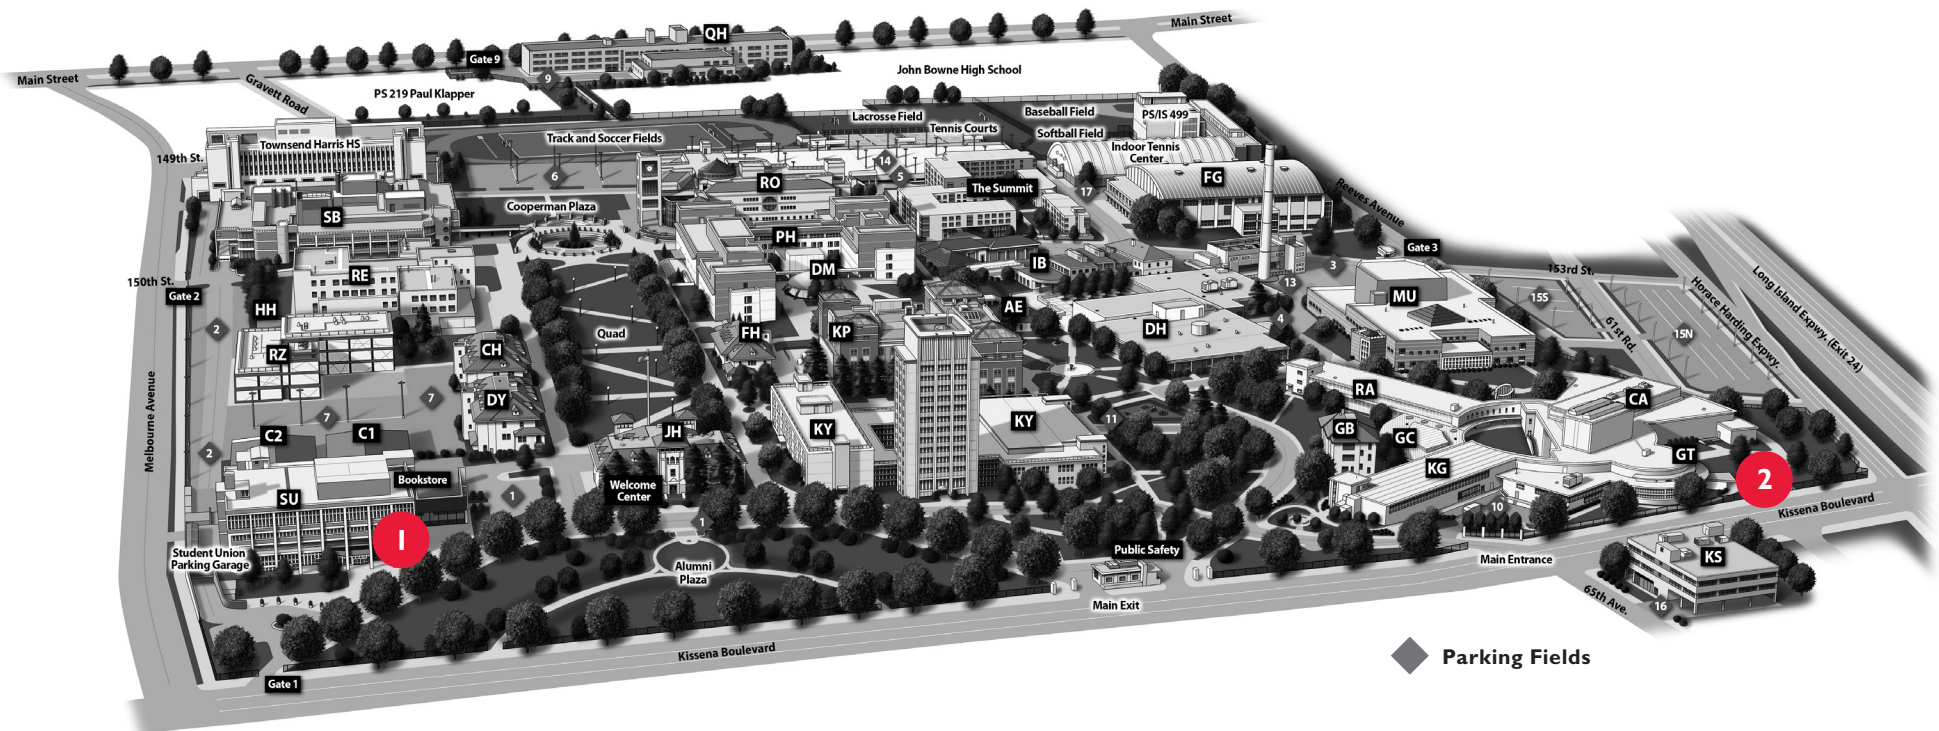 Main Street
QH
Gate 9
Main Street
9
John Bowne High School
Gravett Road
PS 219 Paul Klapper
Baseball Field
PS/IS 499
Lacrosse Field
Tennis Courts
Softball Field
Track and Soccer Fields
Townsend Harris HS
Indoor Tennis
Center
149th St.
14
5
6
RO
The Summit
17
FG
Reeves Avenue
Cooperman Plaza
SB
PH
Gate 3
IB
DM
3
153rd St.
Long Island Expwy. (Exit 24)
Horace Harding Expwy.
RE
150th St.
Gate 2
13
MU
15S
HH
AE
4
61st Rd.
15N
2
Quad
FH
KP
DH
CH
RZ
RA
CA
DY
7
7
Melbourne Avenue
11
C2
C1
JH
KY
KY
GB
GC
2
GT
KG
Bookstore
2
SU
1
Welcome
Center
10
Kissena Boulevard
1
1
Student Union
Parking Garage
Alumni
Plaza
Public Safety
Main Entrance
KS
Main Exit
65th Ave.
16
Kissena Boulevard
Gate 1
Parking Fields